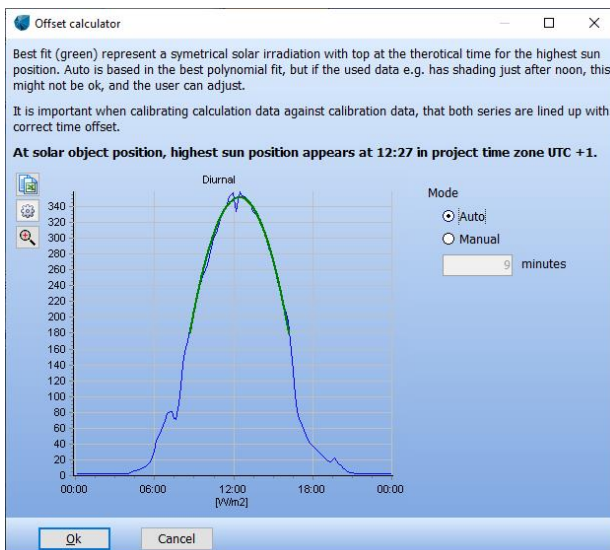 Offset calculator
Best fit (green) represent a symetrical solar irradiation with top at the therotical time for the highest sun
position. Auto is based in the best polynomial fit, but if the used data e.g. has shading just after noon, this
might not be ok, and the user can adjust.
It is important when calibrating calculation data against calibration data, that both series are lined up with
correct time offset.
At solar object position, highest sun position appears at 12:27 in project time zone UTC +1.
Diurnal
Mode
Auto
Manual
9 minutes
340
320
300
280
260
240
220
200
180
160
140
120
100
80
60
40
20
0
00:00 06:00 12:00 18:00 00:00
[W/m2]
Ok Cancel